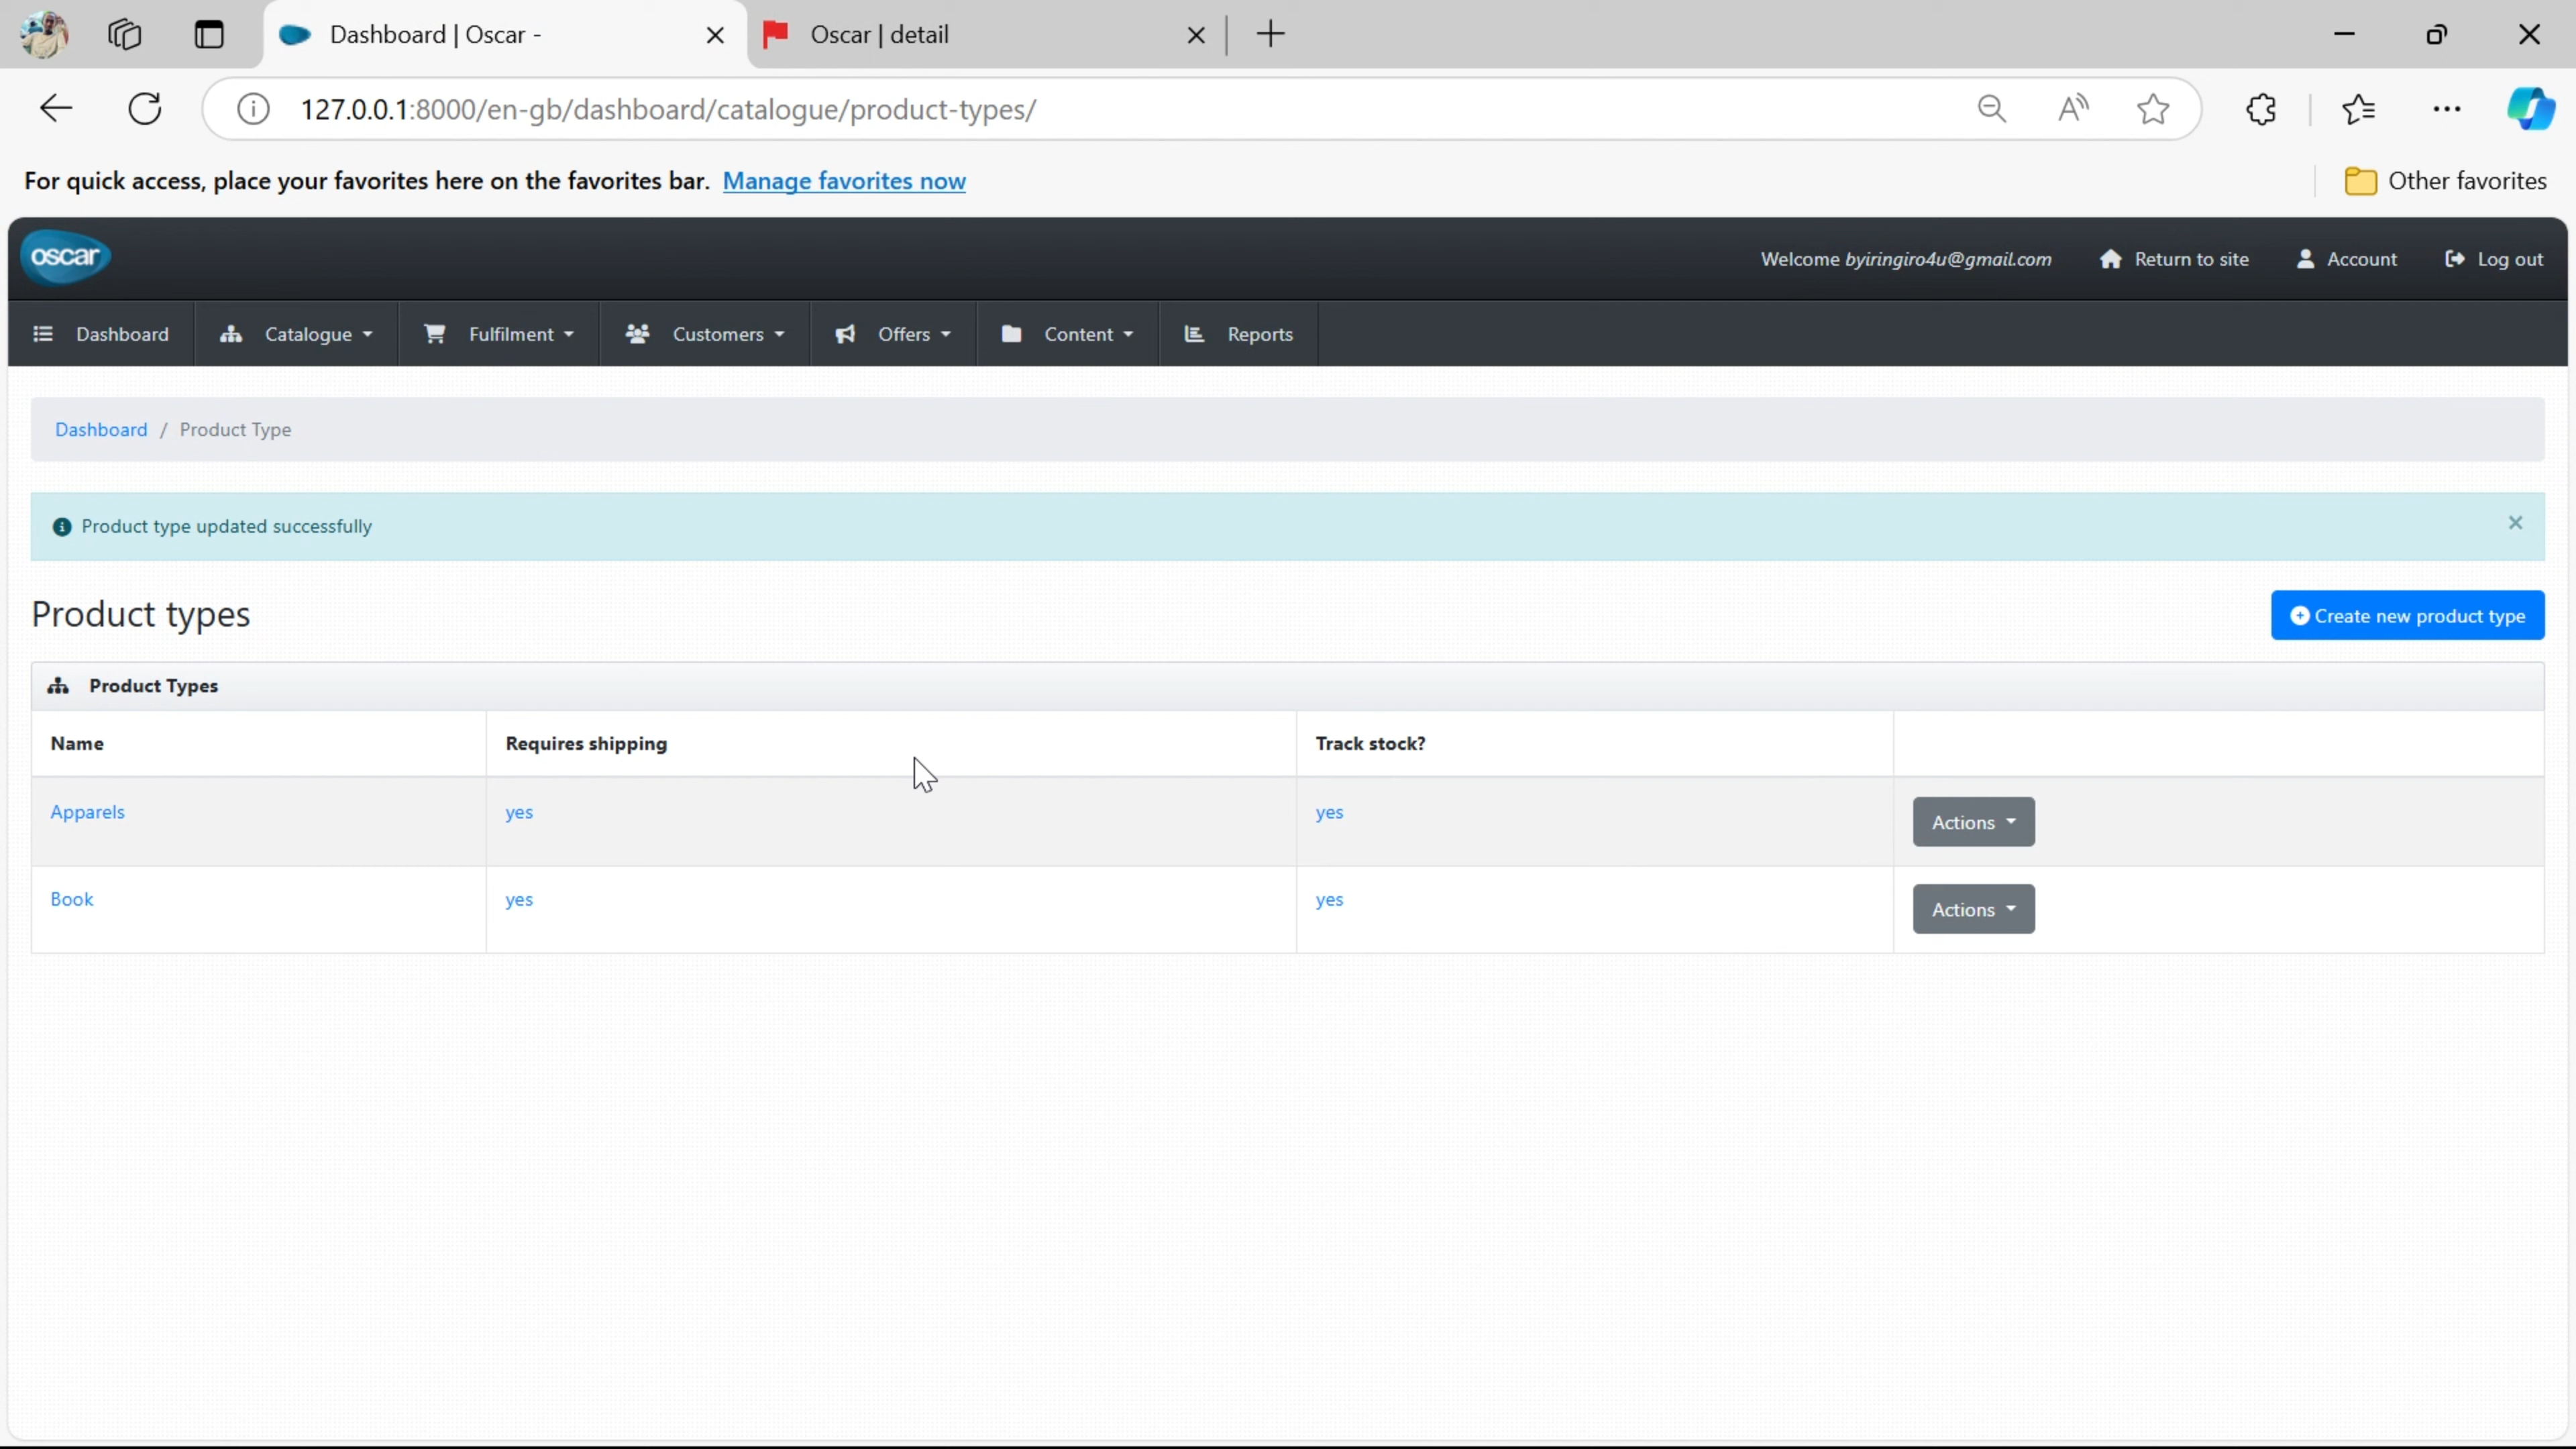 Dashboard | Oscar -
Oscar | detail
127.0.0.1:8000/en-gb/dashboard/catalogue/product-types/
For quick access, place your favorites here on the favorites bar. Manage favorites now
Other favorites
oscar
Welcome byiringiro4u@gmail.com
Return to site
Account
Log out
Dashboard
Catalogue
Fulfilment
Customers
Offers
Content
Reports
Dashboard / Product Type
Product type updated successfully
Product types
Create new product type
Product Types
Name Requires shipping Track stock?
Apparels yes yes Actions
Book yes yes Actions